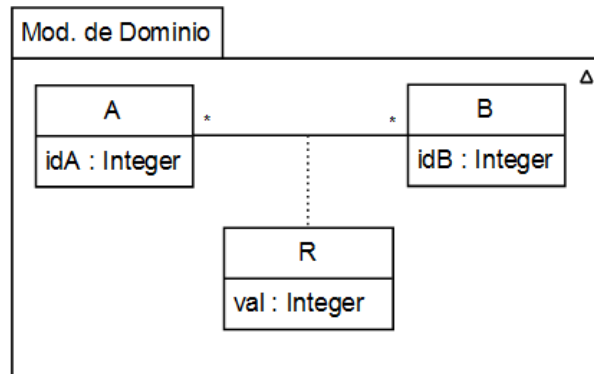 Mod. de Dominio
A
*
*
B
idA : Integer
idB : Integer
R
val : Integer